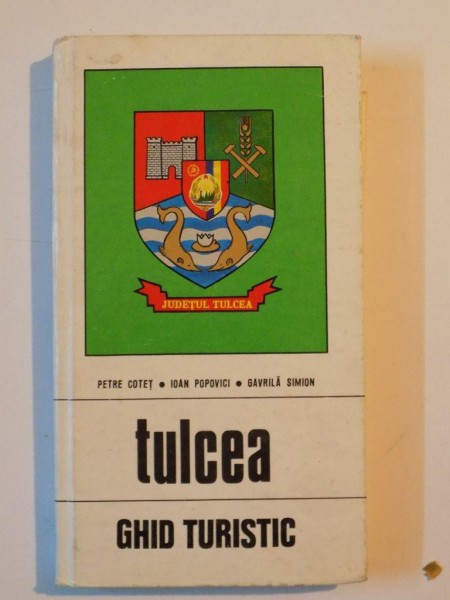 JUDEȚUL TULCEA
PETRE COTEȚ • IOAN POPOVICI • GAVRILĂ SIMION
tulcea
GHID TURISTIC